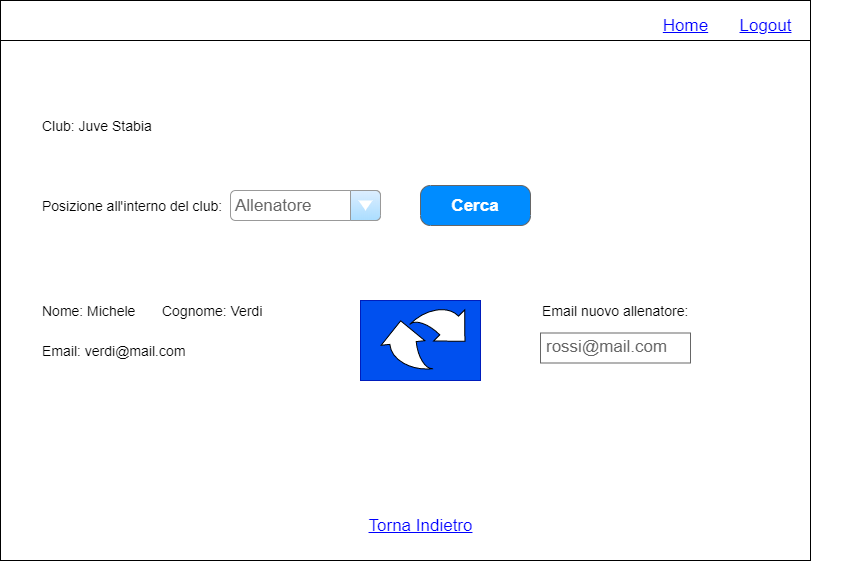 Home Logout
Club: Juve Stabia
Posizione all'interno del club: Allenatore Cerca
Nome: Michele Cognome: Verdi Email nuovo allenatore:
Email: verdi@mail.com rossi@mail.com
Torna Indietro